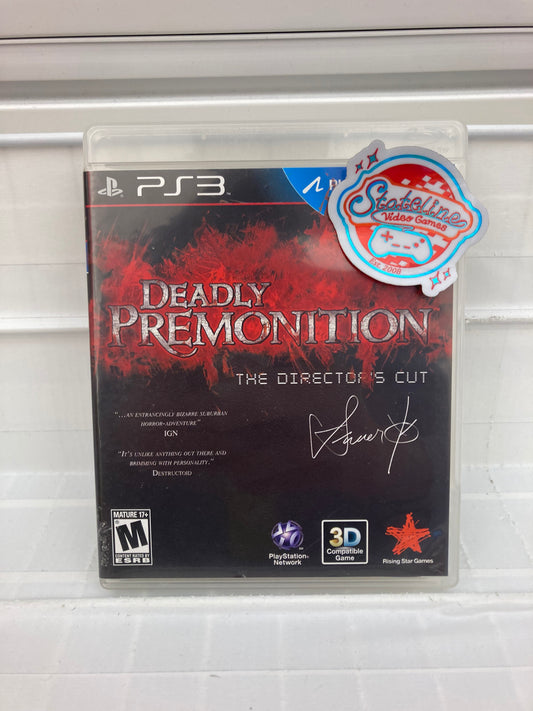 PS3
Stateline
Video Games
Est. 2008
DEADLY
PREMONITION
THE DIRECTOR'S CUT
"...AN ENTRANCINGLY BIZARRE SUBURBAN
HORROR-ADVENTURE"
IGN
"IT'S UNLIKE ANYTHING OUT THERE AND
BRIMMING WITH PERSONALITY."
DESTRUCTOID
MATURE 17+
M
CONTENT RATED BY
ESRB
PlayStation
Network
3D
Compatible
Game
Rising Star Games